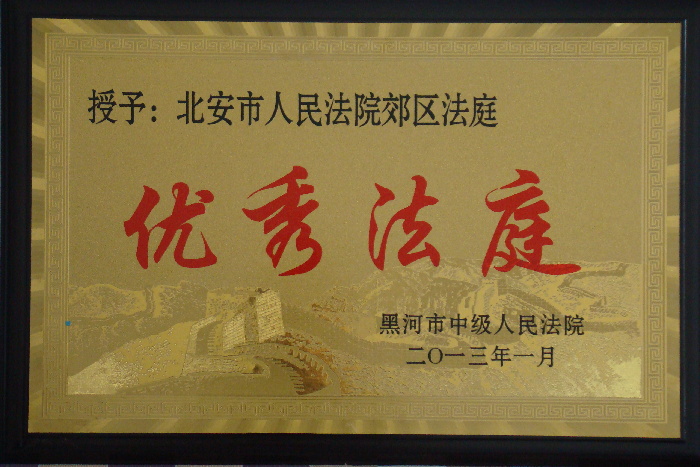 授予：北安市人民法院郊区法庭
优秀法庭
黑河市中级人民法院
二〇一三年一月